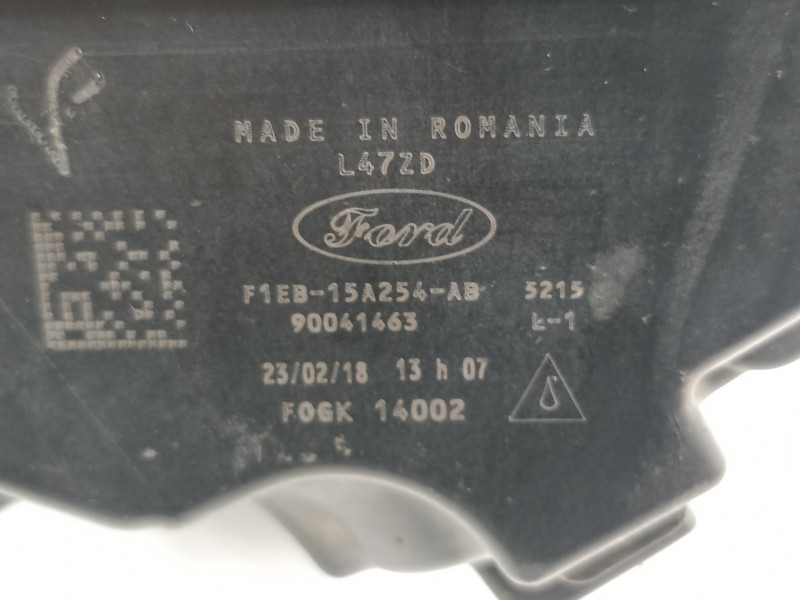 MADE IN ROMANIA
L47ZD
Ford
F1EB-15A254-AB 5215
90041463 L-1
23/02/18 13 h 07
FOGK 14002